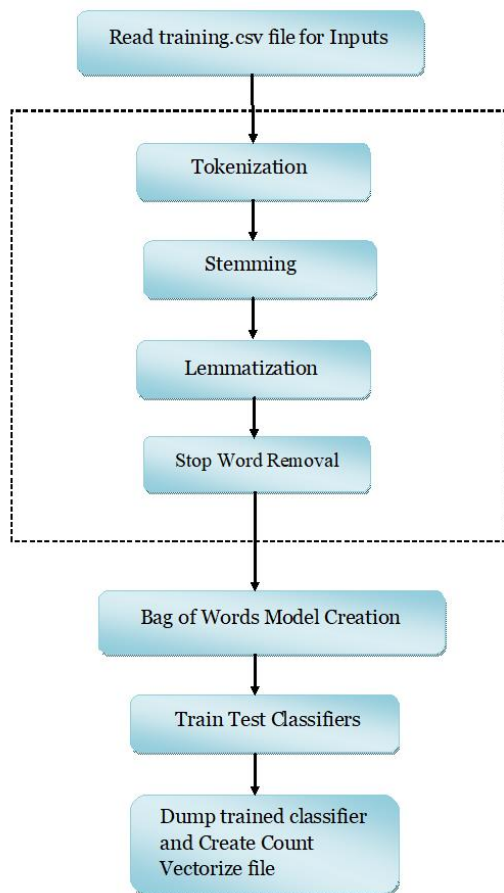 Read training.csv file for Inputs
Tokenization
Stemming
Lemmatization
Stop Word Removal
Bag of Words Model Creation
Train Test Classifiers
Dump trained classifier
and Create Count
Vectorize file